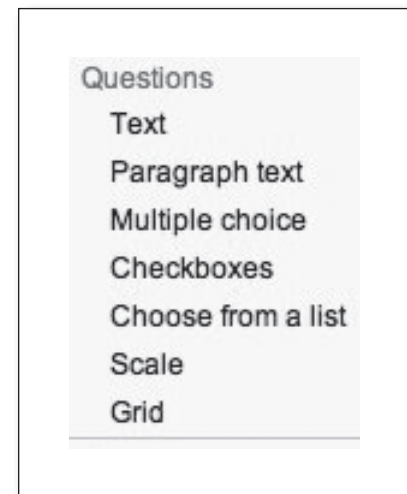 Questions
Text
Paragraph text
Multiple choice
Checkboxes
Choose from a list
Scale
Grid